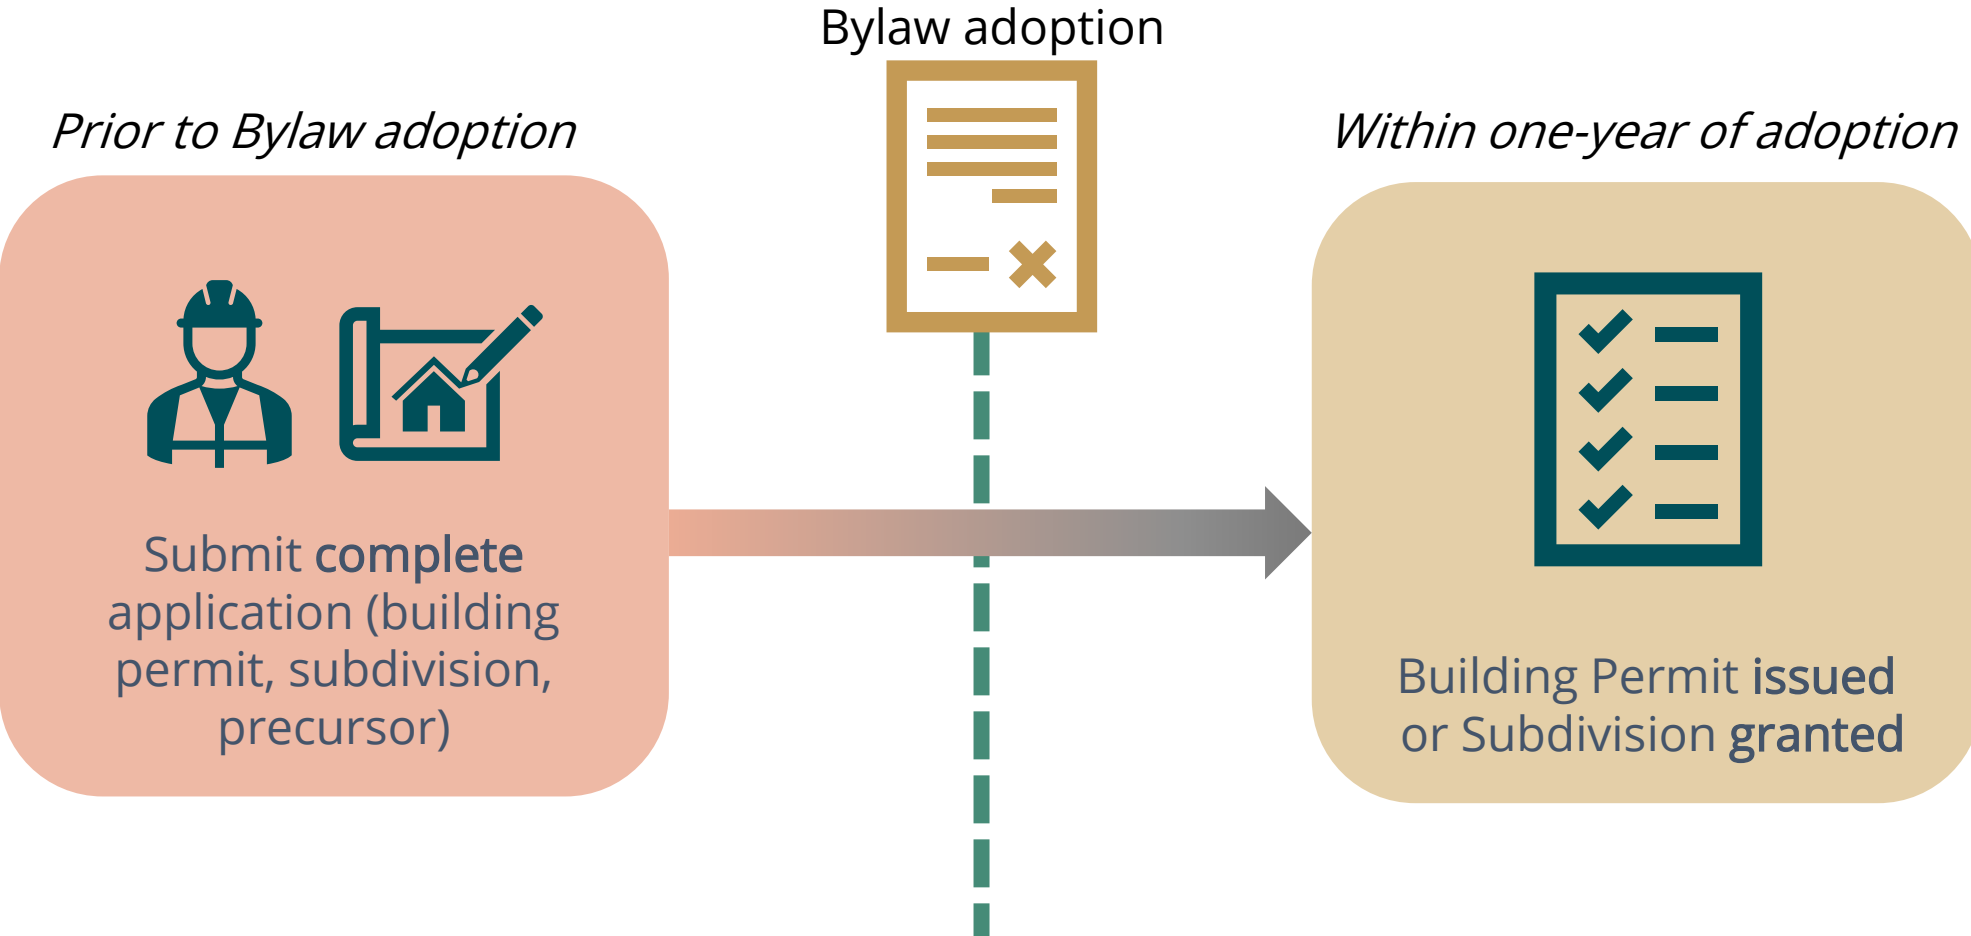 Bylaw adoption
Prior to Bylaw adoption
Submit complete
application (building
permit, subdivision,
precursor)
Within one-year of adoption
Building Permit issued
or Subdivision granted